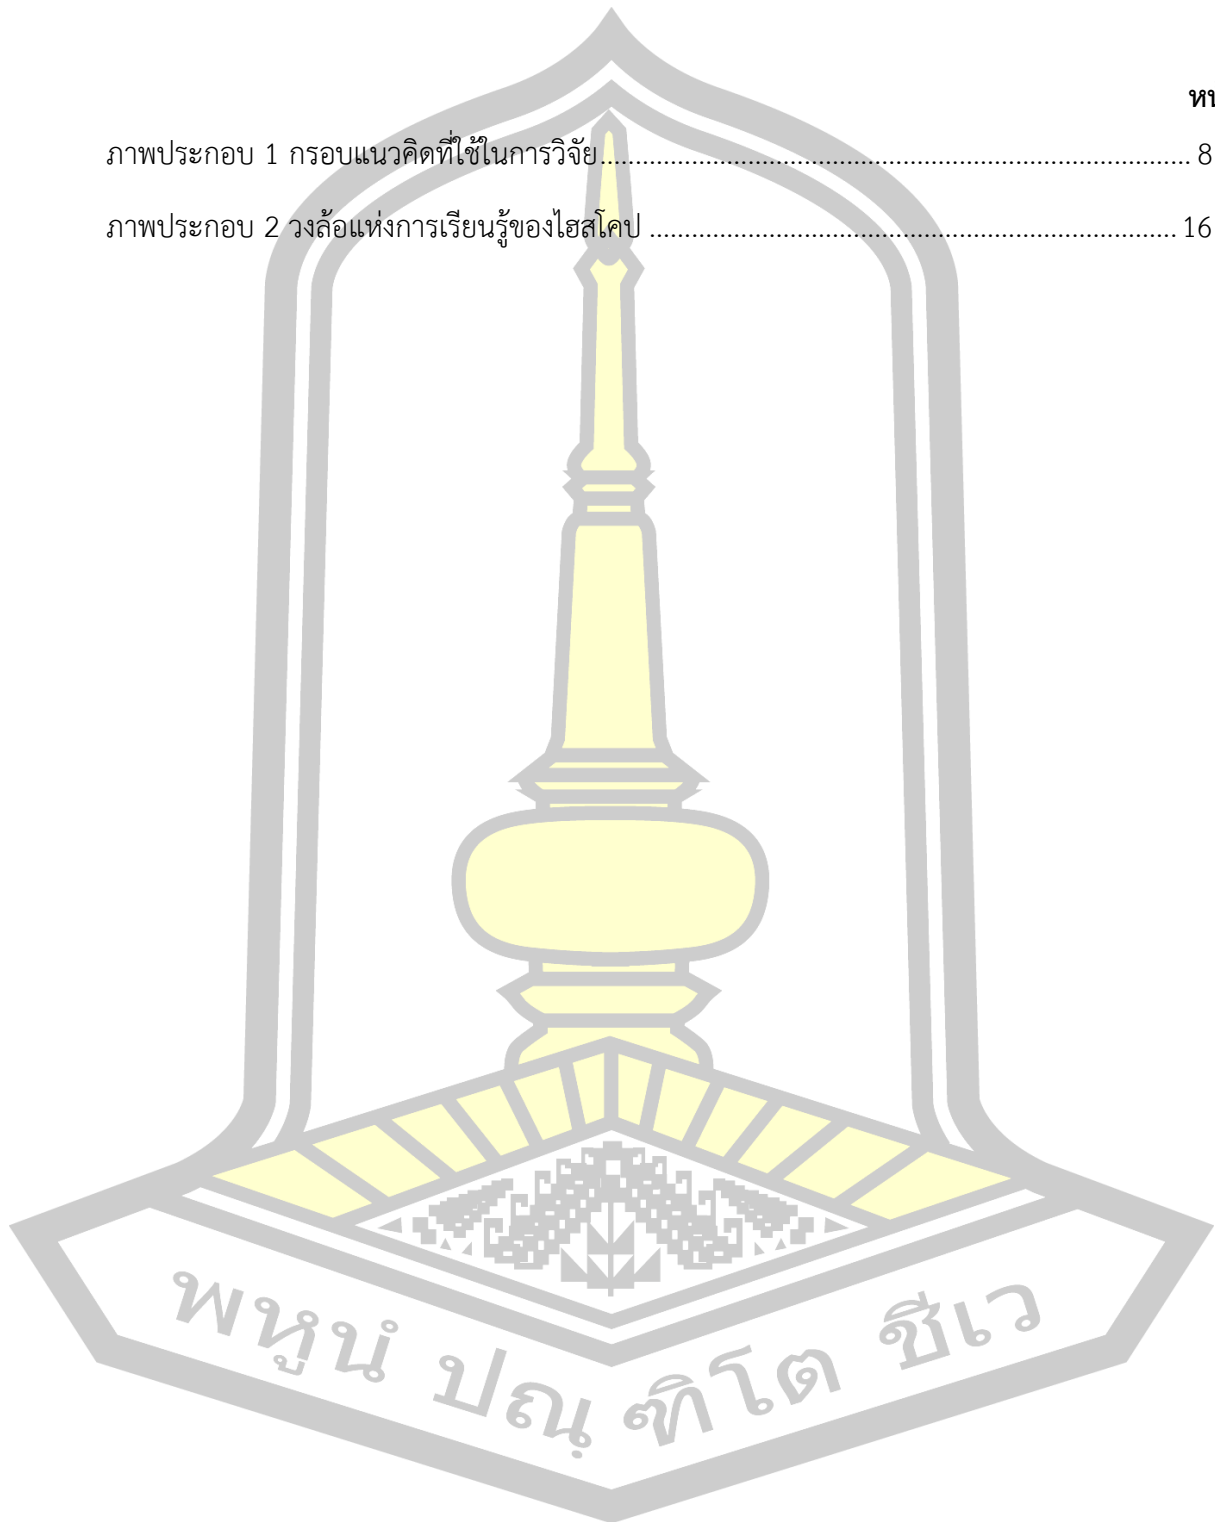 ภาพประกอบ 1 กรอบแนวคิดที่ใช้ในการวิจัย 8
ภาพประกอบ 2 วงล้อแห่งการเรียนรู้ของไฮสโคป 16
พหูนํ ปณฺ ฑิโต ชีเว